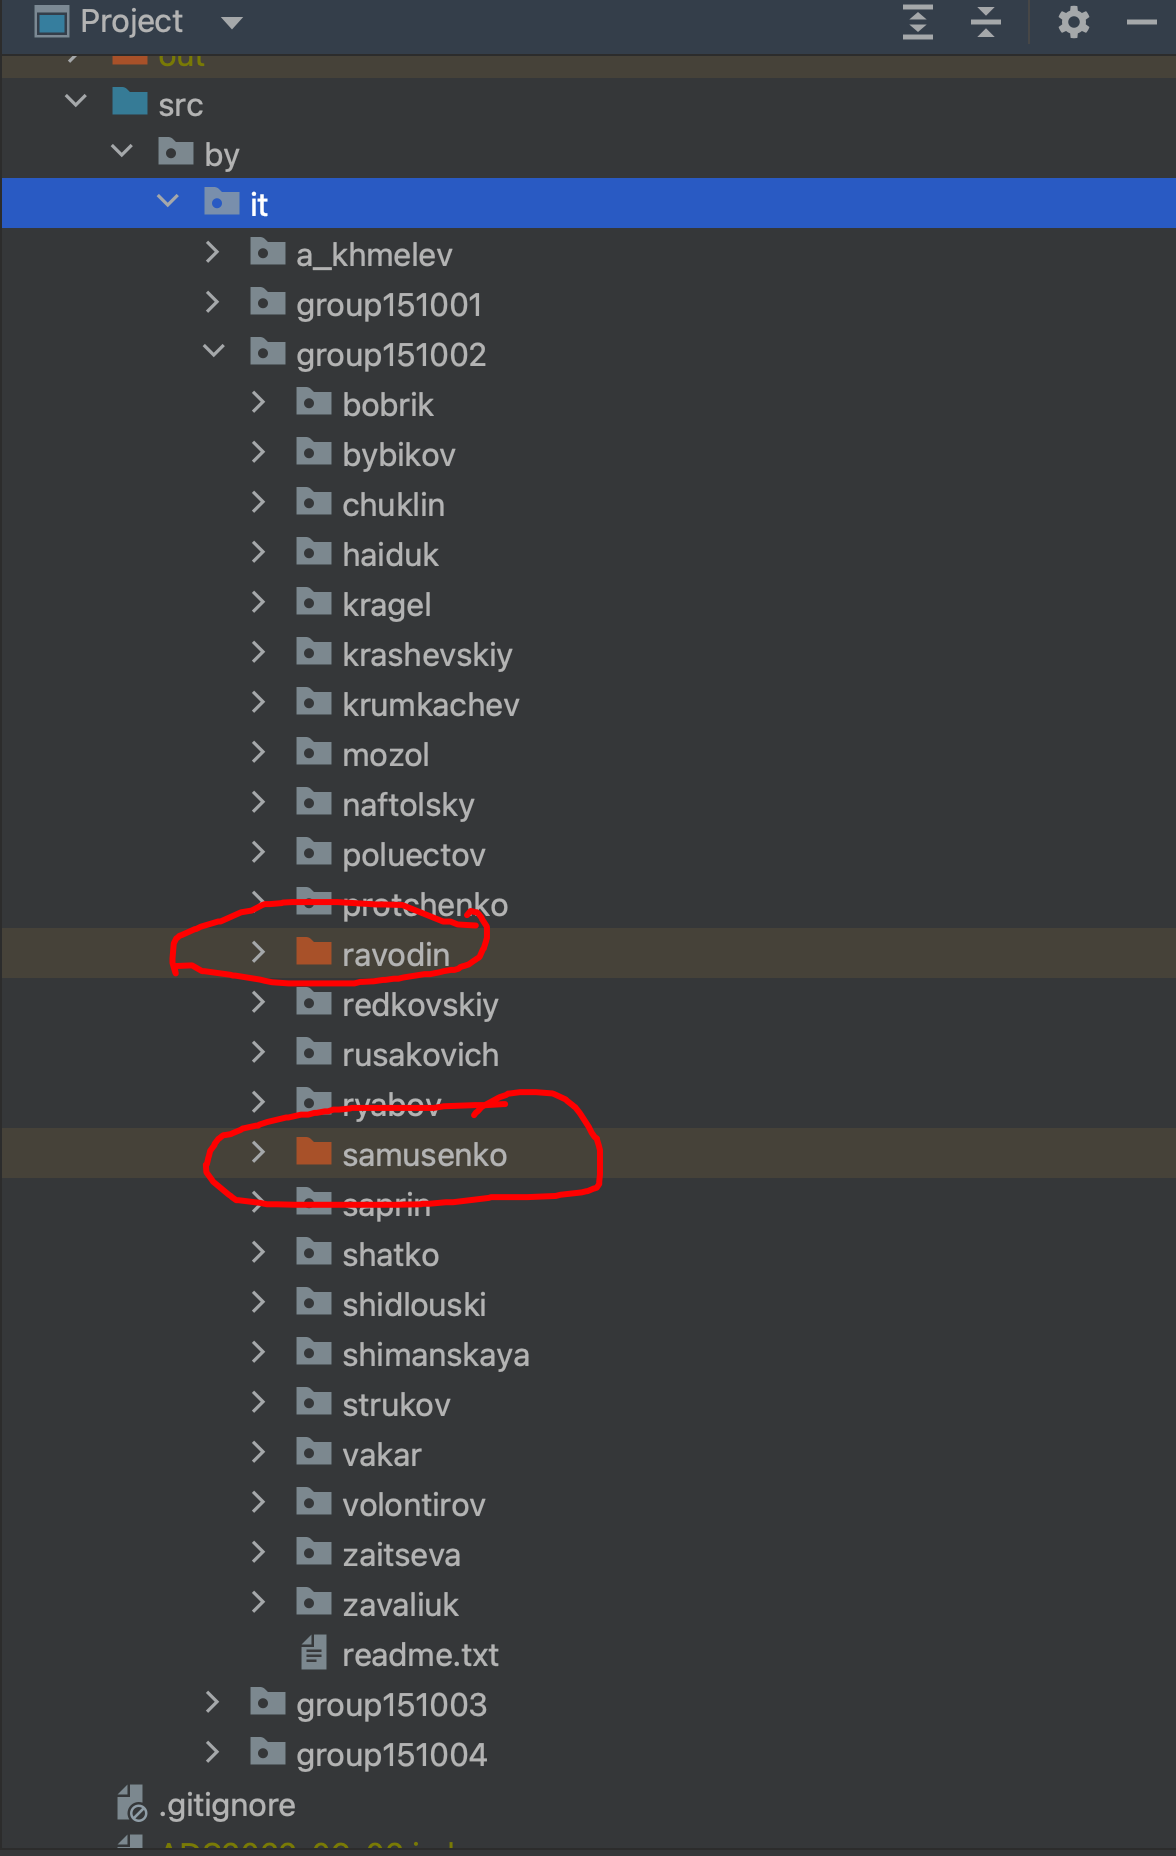 Project
out
src
by
it
a_khmelev
group151001
group151002
bobrik
bybikov
chuklin
haiduk
kragel
krashevskiy
krumkachev
mozol
naftolsky
poluectov
protchenko
ravodin
redkovskiy
rusakovich
ryabov
samusenko
saprin
shatko
shidlouski
shimanskaya
strukov
vakar
volontirov
zaitseva
zavaliuk
readme.txt
group151003
group151004
.gitignore